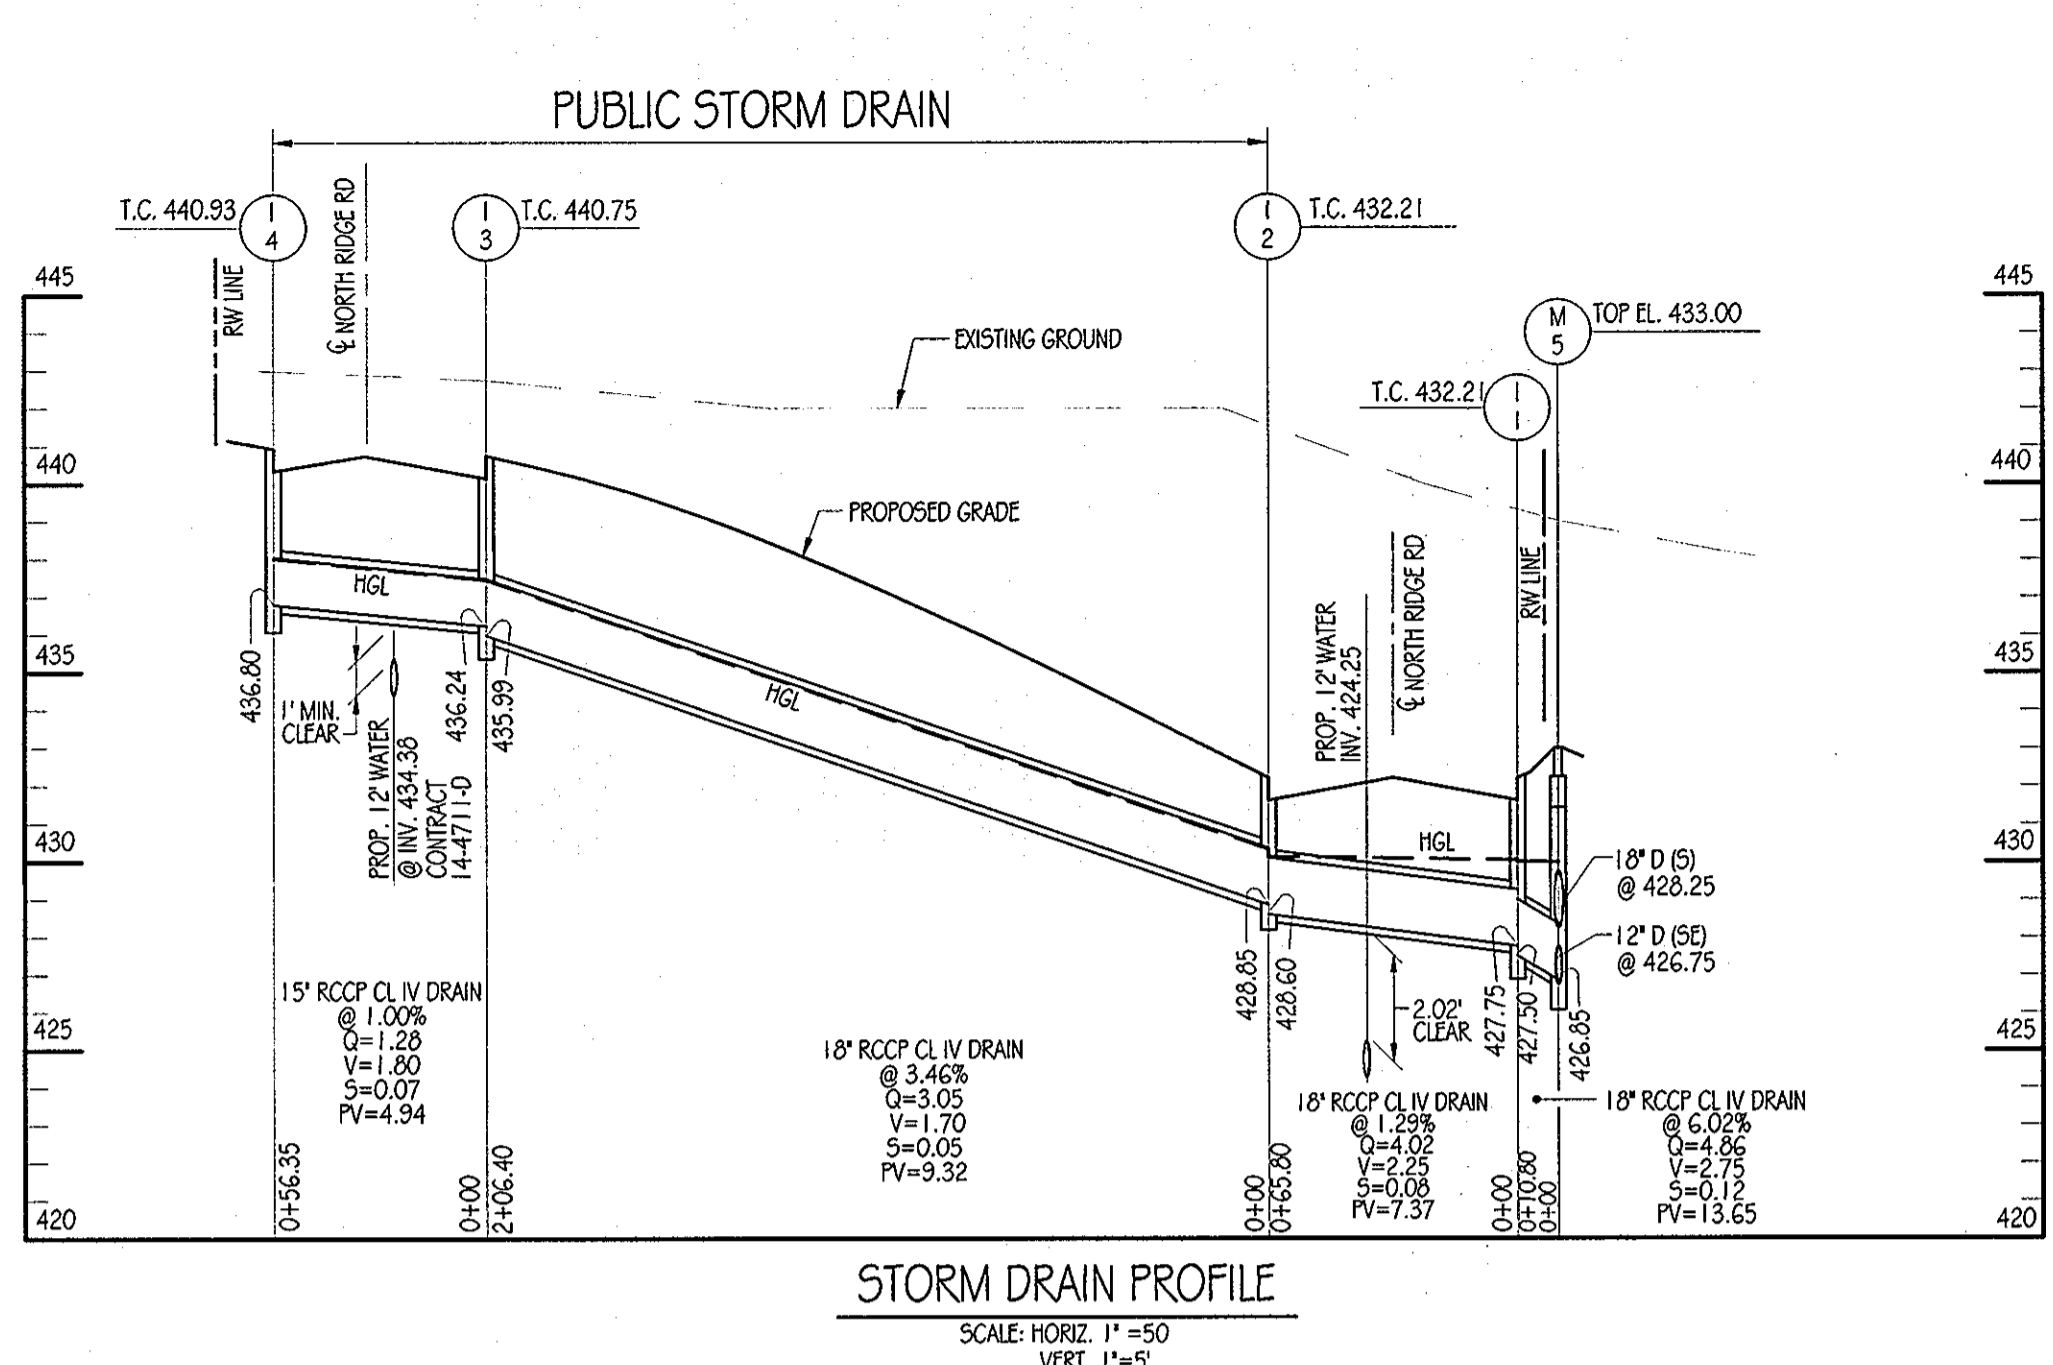 PUBLIC STORM DRAIN
T.C. 440.93
I
4
℄ NORTH RIDGE RD
I
3
T.C. 440.75
I
2
T.C. 432.21
RW LINE
445
440
435
430
425
420
445
440
435
430
425
420
M
5
TOP EL. 433.00
T.C. 432.21
I
I
EXISTING GROUND
PROPOSED GRADE
HGL
HGL
HGL
436.80
1' MIN.
CLEAR
PROP. 12" WATER
@ INV. 434.38
CONTRACT
14-4711-D
436.24
435.99
PROP. 12" WATER
INV. 424.25
℄ NORTH RIDGE RD
RW LINE
18" D (S)
@ 428.25
12" D (SE)
@ 426.75
428.85
428.60
2.02'
CLEAR
427.75
427.50
426.85
15" RCCP CL IV DRAIN
@ 1.00%
Q=1.28
V=1.80
S=0.07
PV=4.94
18" RCCP CL IV DRAIN
@ 3.46%
Q=3.05
V=1.70
S=0.05
PV=9.32
18" RCCP CL IV DRAIN
@ 1.29%
Q=4.02
V=2.25
S=0.08
PV=7.37
18" RCCP CL IV DRAIN
@ 6.02%
Q=4.86
V=2.75
S=0.12
PV=13.65
0+56.35
0+00
2+06.40
0+00
0+65.80
0+00
0+10.80
0+00
STORM DRAIN PROFILE
SCALE: HORIZ. 1" =50
VERT. 1"=5'